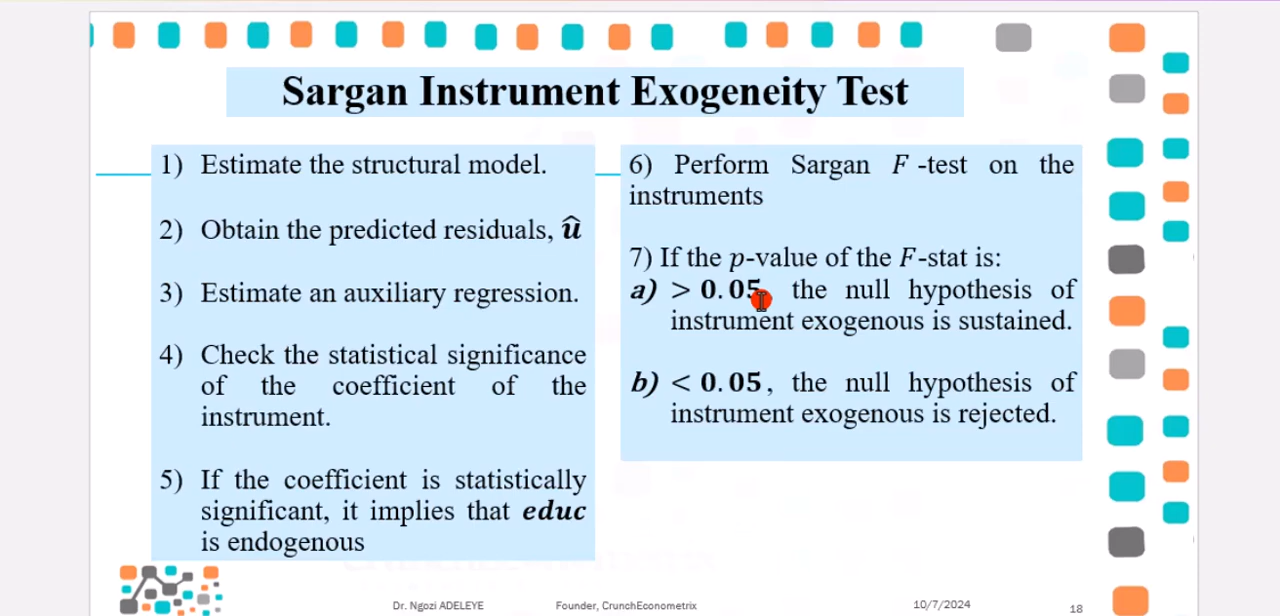 Sargan Instrument Exogeneity Test
1) Estimate the structural model.
2) Obtain the predicted residuals, û
3) Estimate an auxiliary regression.
4) Check the statistical significance
of the coefficient of the
instrument.
5) If the coefficient is statistically
significant, it implies that educ
is endogenous
6) Perform Sargan F -test on the
instruments
7) If the p-value of the F-stat is:
a) > 0.05, the null hypothesis of
instrument exogenous is sustained.
b) < 0.05, the null hypothesis of
instrument exogenous is rejected.
Dr. Ngozi ADELEYE Founder, CrunchEconometrix 10/7/2024 18